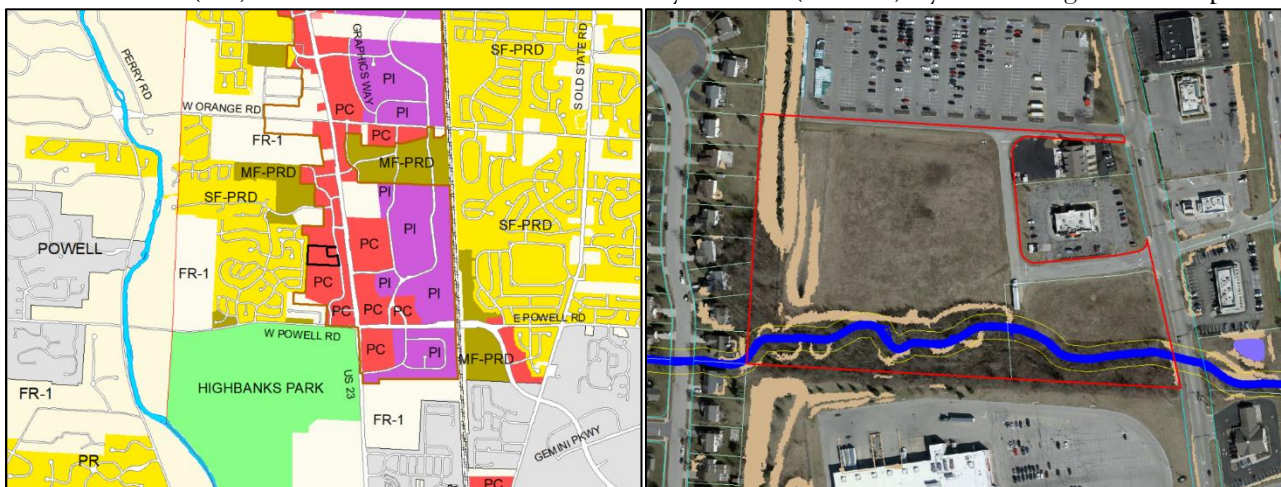 PERRY RD
GRAPHICS WAY
PI
SF-PRD
S OLD STATE RD
PC
PI
W ORANGE RD
PC
FR-1
MF-PRD
MF-PRD
SF-PRD
PI
SF-PRD
PI
POWELL
FR-1
PC
PI
PC
PC
PC
PI
E POWELL RD
W POWELL RD
PC
PI
MF-PRD
HIGHBANKS PARK
US 23
FR-1
FR-1
GEMINI PKWY
PR
PC